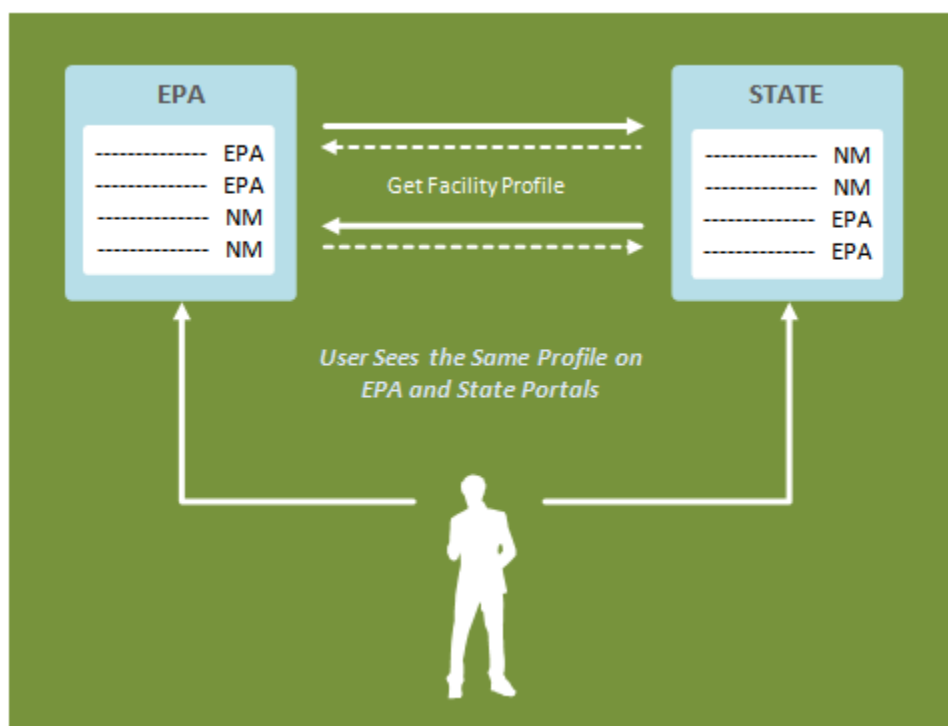 EPA
-------------- EPA
-------------- EPA
-------------- NM
-------------- NM
Get Facility Profile
STATE
-------------- NM
-------------- NM
-------------- EPA
-------------- EPA
User Sees the Same Profile on
EPA and State Portals